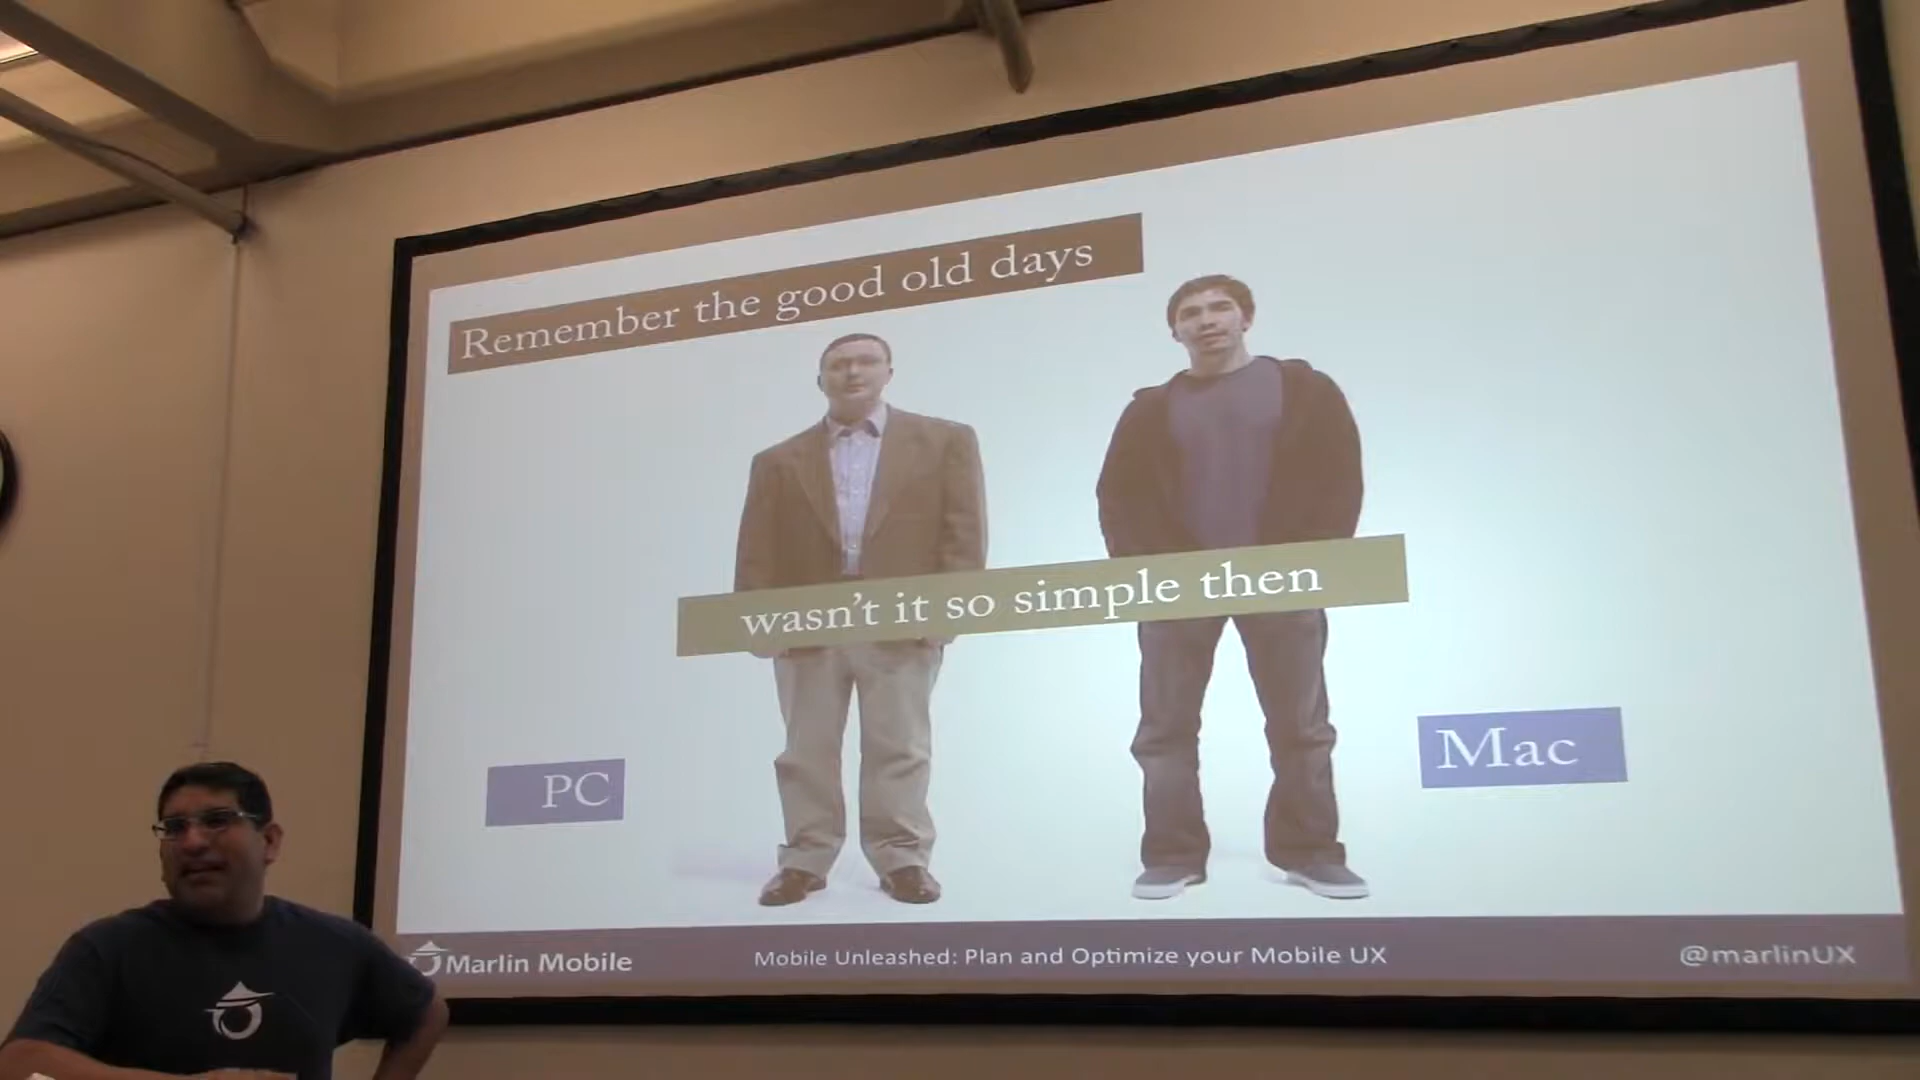 Remember the good old days
wasn't it so simple then
PC
Mac
Marlin Mobile
Mobile Unleashed: Plan and Optimize your Mobile UX
@marlinUX